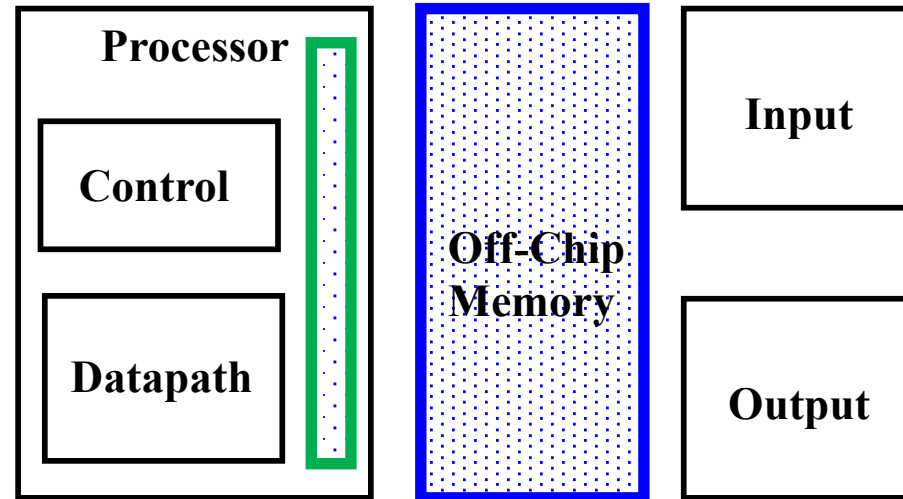 Processor
Control
Datapath
Off-Chip
Memory
Input
Output